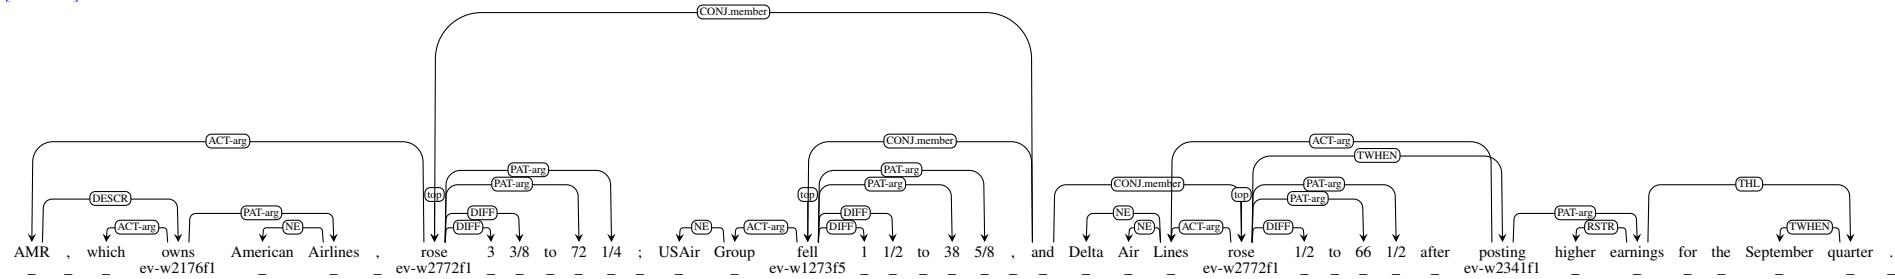 CONJ.member
ACT-arg CONJ.member ACT-arg
PAT-arg PAT-arg TWHEN
top PAT-arg top PAT-arg CONJ.member top PAT-arg THL
DESCR PAT-arg
PAT-arg DIFF DIFF NE PAT-arg
ACT-arg NE DIFF NE ACT-arg DIFF NE ACT-arg DIFF RSTR TWHEN
AMR , which owns American Airlines , rose 3 3/8 to 72 1/4 ; USAir Group fell 1 1/2 to 38 5/8 , and Delta Air Lines rose 1/2 to 66 1/2 after posting higher earnings for the September quarter .
_ _ _ ev-w2176f1 _ _ _ ev-w2772f1 _ _ _ _ _ _ _ _ ev-w1273f5 _ _ _ _ _ _ _ _ _ _ ev-w2772f1 _ _ _ _ _ ev-w2341f1 _ _ _ _ _ _ _